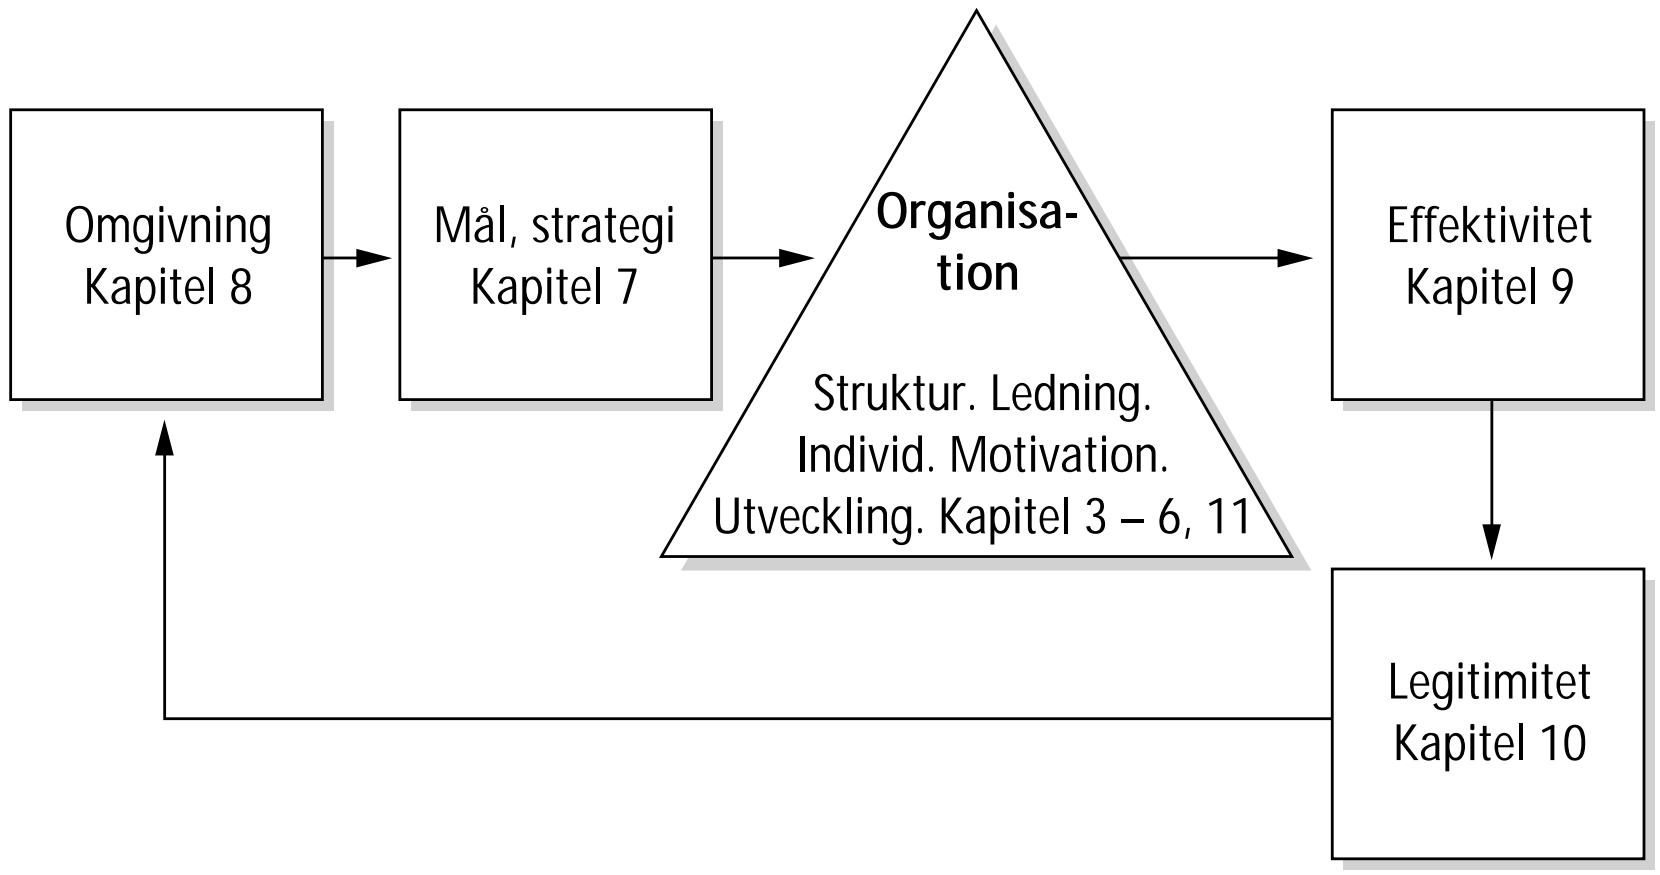 Omgivning
Kapitel 8
Mål, strategi
Kapitel 7
Organisa-
tion
Struktur. Ledning.
Individ. Motivation.
Utveckling. Kapitel 3 – 6, 11
Effektivitet
Kapitel 9
Legitimitet
Kapitel 10